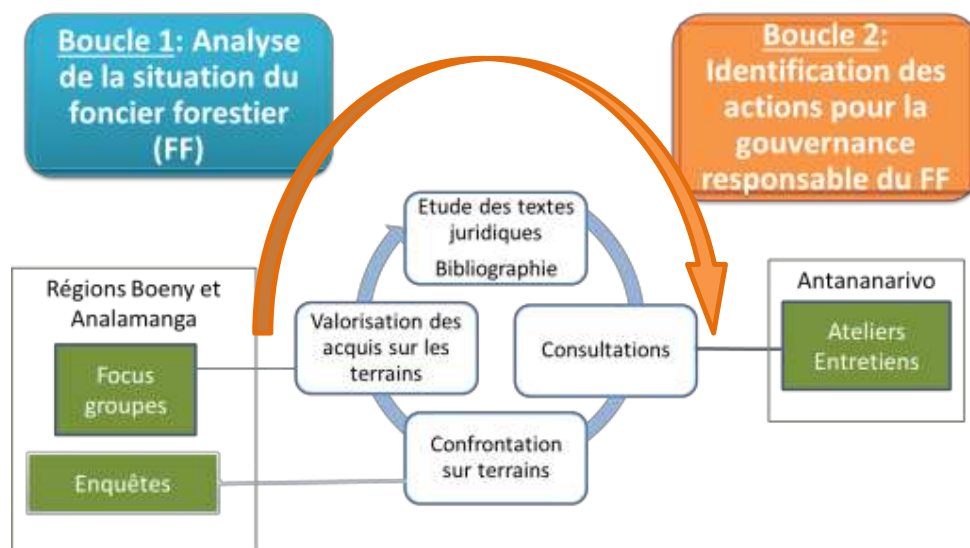 Boucle 1: Analyse
de la situation du
foncier forestier
(FF)
Boucle 2:
Identification des
actions pour la
gouvernance
responsable du FF
Etude des textes
juridiques
Bibliographie
Régions Boeny et
Analamanga
Focus
groupes
Enquêtes
Valorisation des
acquis sur les
terrains
Consultations
Confrontation
sur terrains
Antananarivo
Ateliers
Entretiens